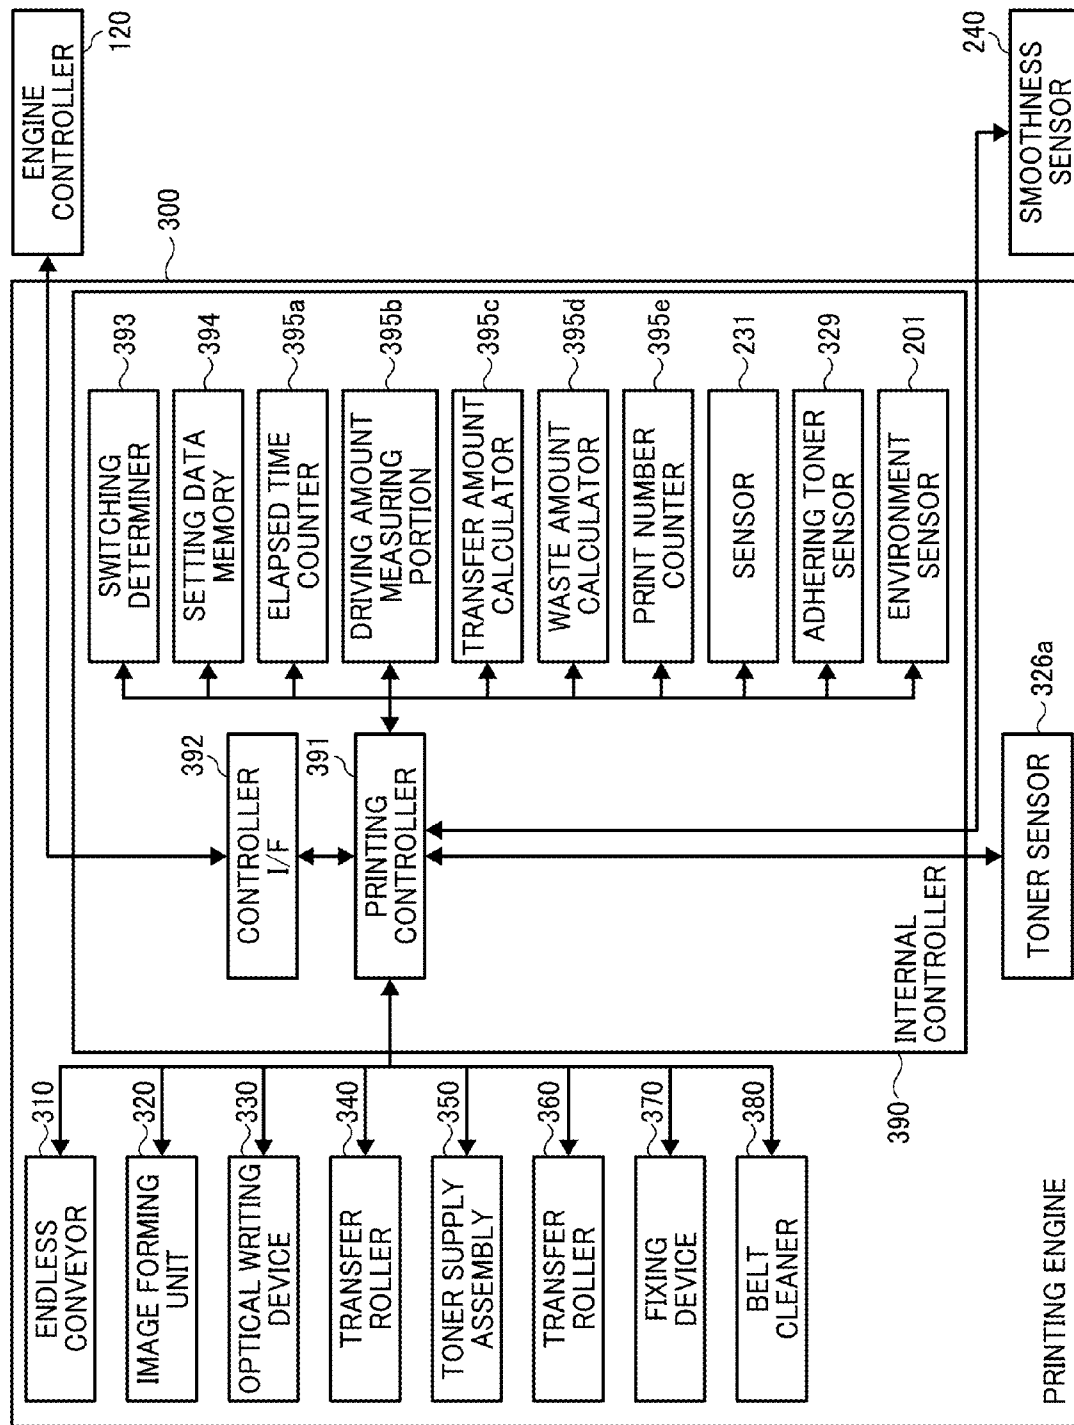 ENGINE
CONTROLLER
120
SMOOTHNESS
SENSOR
240
300
SWITCHING
DETERMINER
393
SETTING DATA
MEMORY
394
ELAPSED TIME
COUNTER
395a
DRIVING AMOUNT
MEASURING
PORTION
395b
TRANSFER AMOUNT
CALCULATOR
395c
WASTE AMOUNT
CALCULATOR
395d
PRINT NUMBER
COUNTER
395e
SENSOR
231
ADHERING TONER
SENSOR
329
ENVIRONMENT
SENSOR
201
CONTROLLER
I/F
392
PRINTING
CONTROLLER
391
TONER SENSOR
326a
INTERNAL
CONTROLLER
390
ENDLESS
CONVEYOR
310
IMAGE FORMING
UNIT
320
OPTICAL WRITING
DEVICE
330
TRANSFER
ROLLER
340
TONER SUPPLY
ASSEMBLY
350
TRANSFER
ROLLER
360
FIXING
DEVICE
370
BELT
CLEANER
380
PRINTING ENGINE